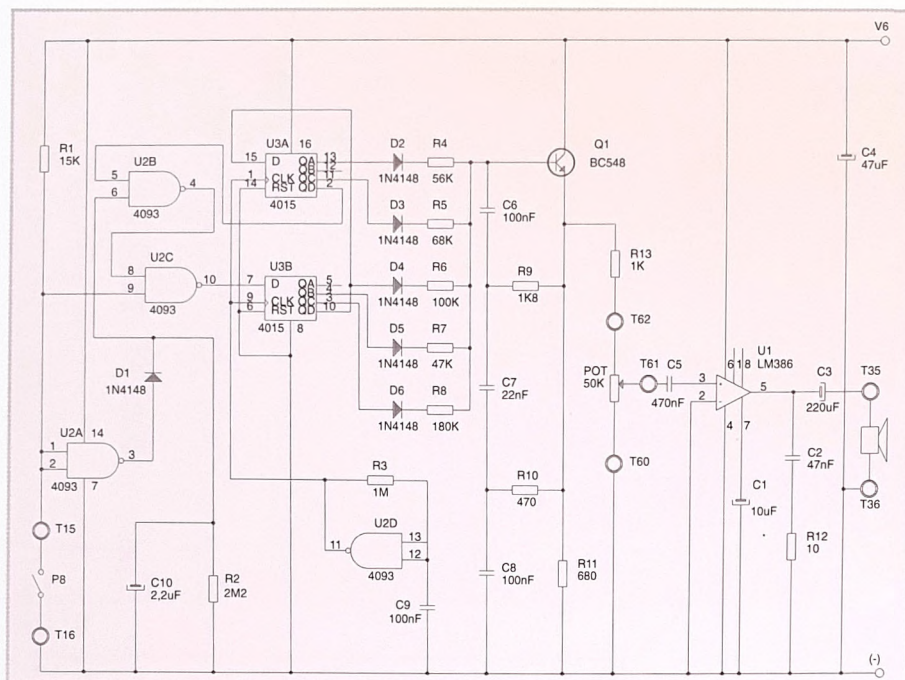 V6
R1
15K
5
6
U2B
4
4093
8
9
U2C
10
4093
D1
1N4148
U2A
14
1
2
3
4093
7
T15
P8
T16
C10
2,2uF
R2
2M2
U3A
16
15
1
14
D
CLK
RST
QA
QB
QC
QD
13
12
11
2
4015
U3B
7
9
6
D
CLK
RST
QA
QB
QC
QD
5
4
3
10
4015
8
D2
1N4148
R4
56K
D3
1N4148
R5
68K
D4
1N4148
R6
100K
D5
1N4148
R7
47K
D6
1N4148
R8
180K
R3
1M
U2D
11
13
12
4093
C9
100nF
C6
100nF
R9
1K8
C7
22nF
R10
470
C8
100nF
R11
680
Q1
BC548
R13
1K
T62
POT
50K
T61
C5
470nF
T60
U1
LM386
6
1
8
3
2
+
-
5
4
7
C1
10uF
C2
47nF
R12
10
C3
220uF
C4
47uF
T35
T36
(-)